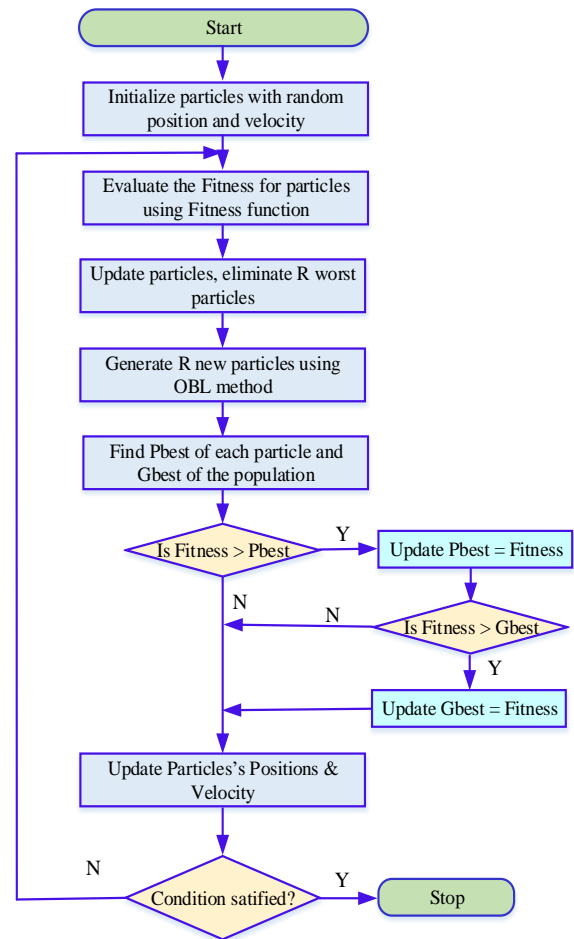 Start
Initialize particles with random
position and velocity
Evaluate the Fitness for particles
using Fitness function
Update particles, eliminate R worst
particles
Generate R new particles using
OBL method
Find Pbest of each particle and
Gbest of the population
Is Fitness > Pbest
Y
Update Pbest = Fitness
N
N
Is Fitness > Gbest
Y
Update Gbest = Fitness
Update Particles's Positions &
Velocity
N
Condition satified?
Y
Stop